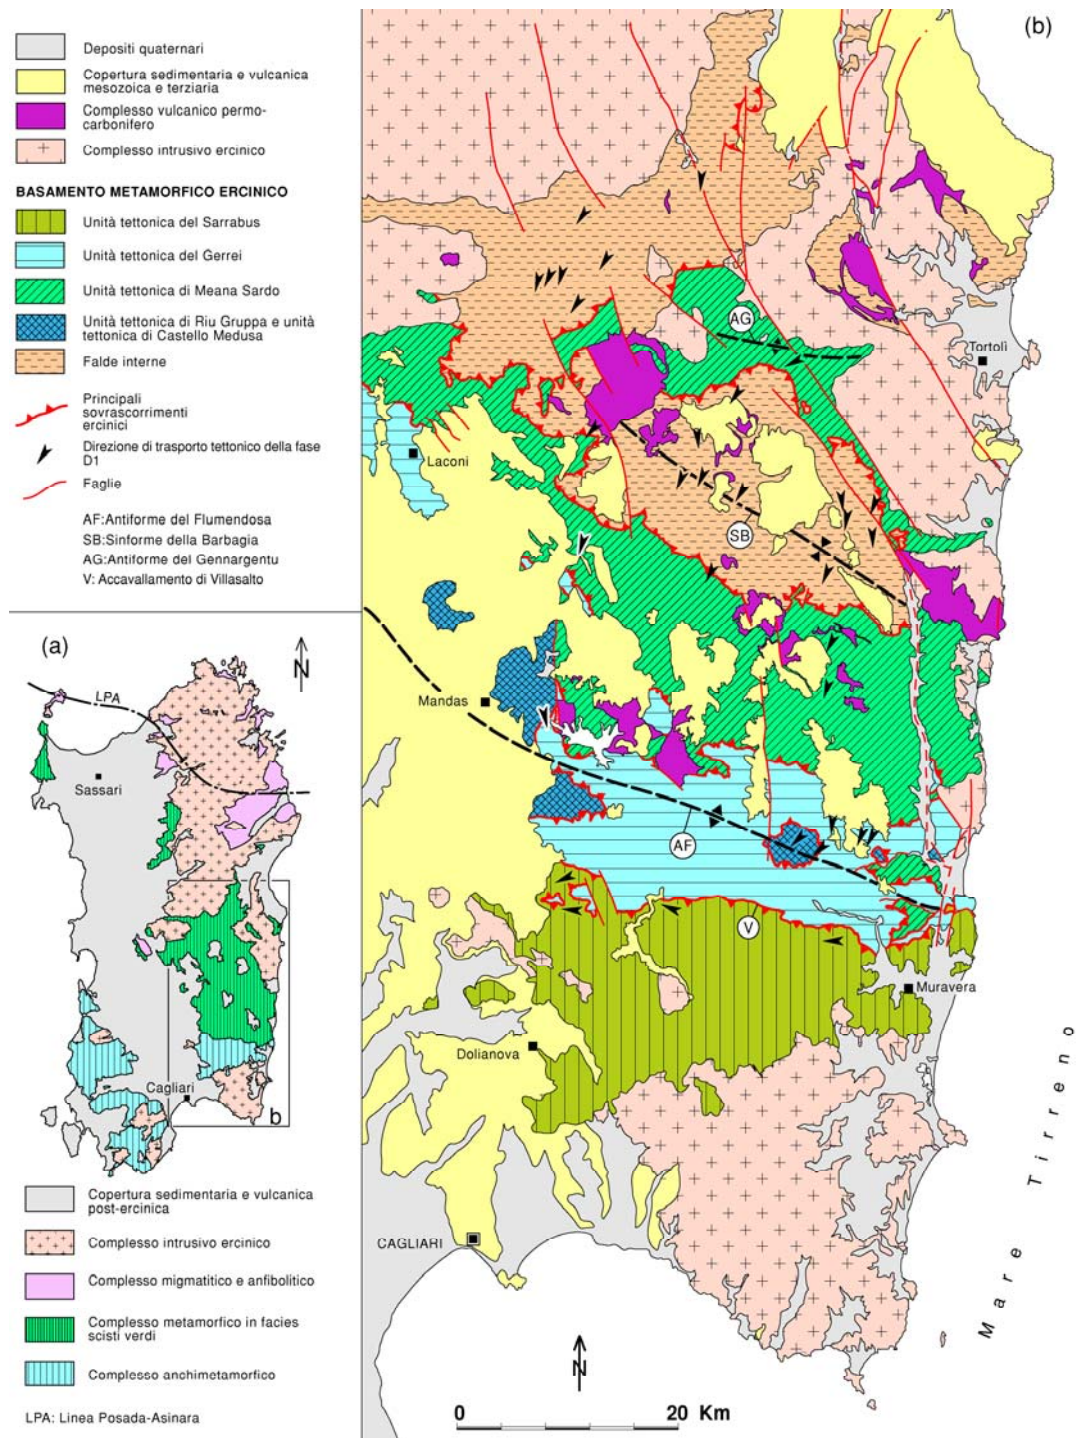 (b)
Depositi quaternari
Copertura sedimentaria e vulcanica
mesozoica e terziaria
Complesso vulcanico permo-
carbonifero
Complesso intrusivo ercinico
BASAMENTO METAMORFICO ERCINICO
Unità tettonica del Sarrabus
Unità tettonica del Gerrei
Unità tettonica di Meana Sardo
Unità tettonica di Riu Gruppa e unità
tettonica di Castello Medusa
Falde interne
Principali
sovrascorrimenti
ercinici
Direzione di trasporto tettonico della fase
D1
Faglie
AF:Antiforme del Flumendosa
SB:Sinforme della Barbagia
AG:Antiforme del Gennargentu
V: Accavallamento di Villasalto
(a)
N
LPA
Sassari
Cagliari
b
Copertura sedimentaria e vulcanica
post-ercinica
Complesso intrusivo ercinico
Complesso migmatitico e anfibolitico
Complesso metamorfico in facies
scisti verdi
Complesso anchimetamorfico
LPA: Linea Posada-Asinara
AG
Tortolì
Laconi
SB
Mandas
AF
V
Muravera
Dolianova
CAGLIARI
Mare Tirreno
N
0 20 Km